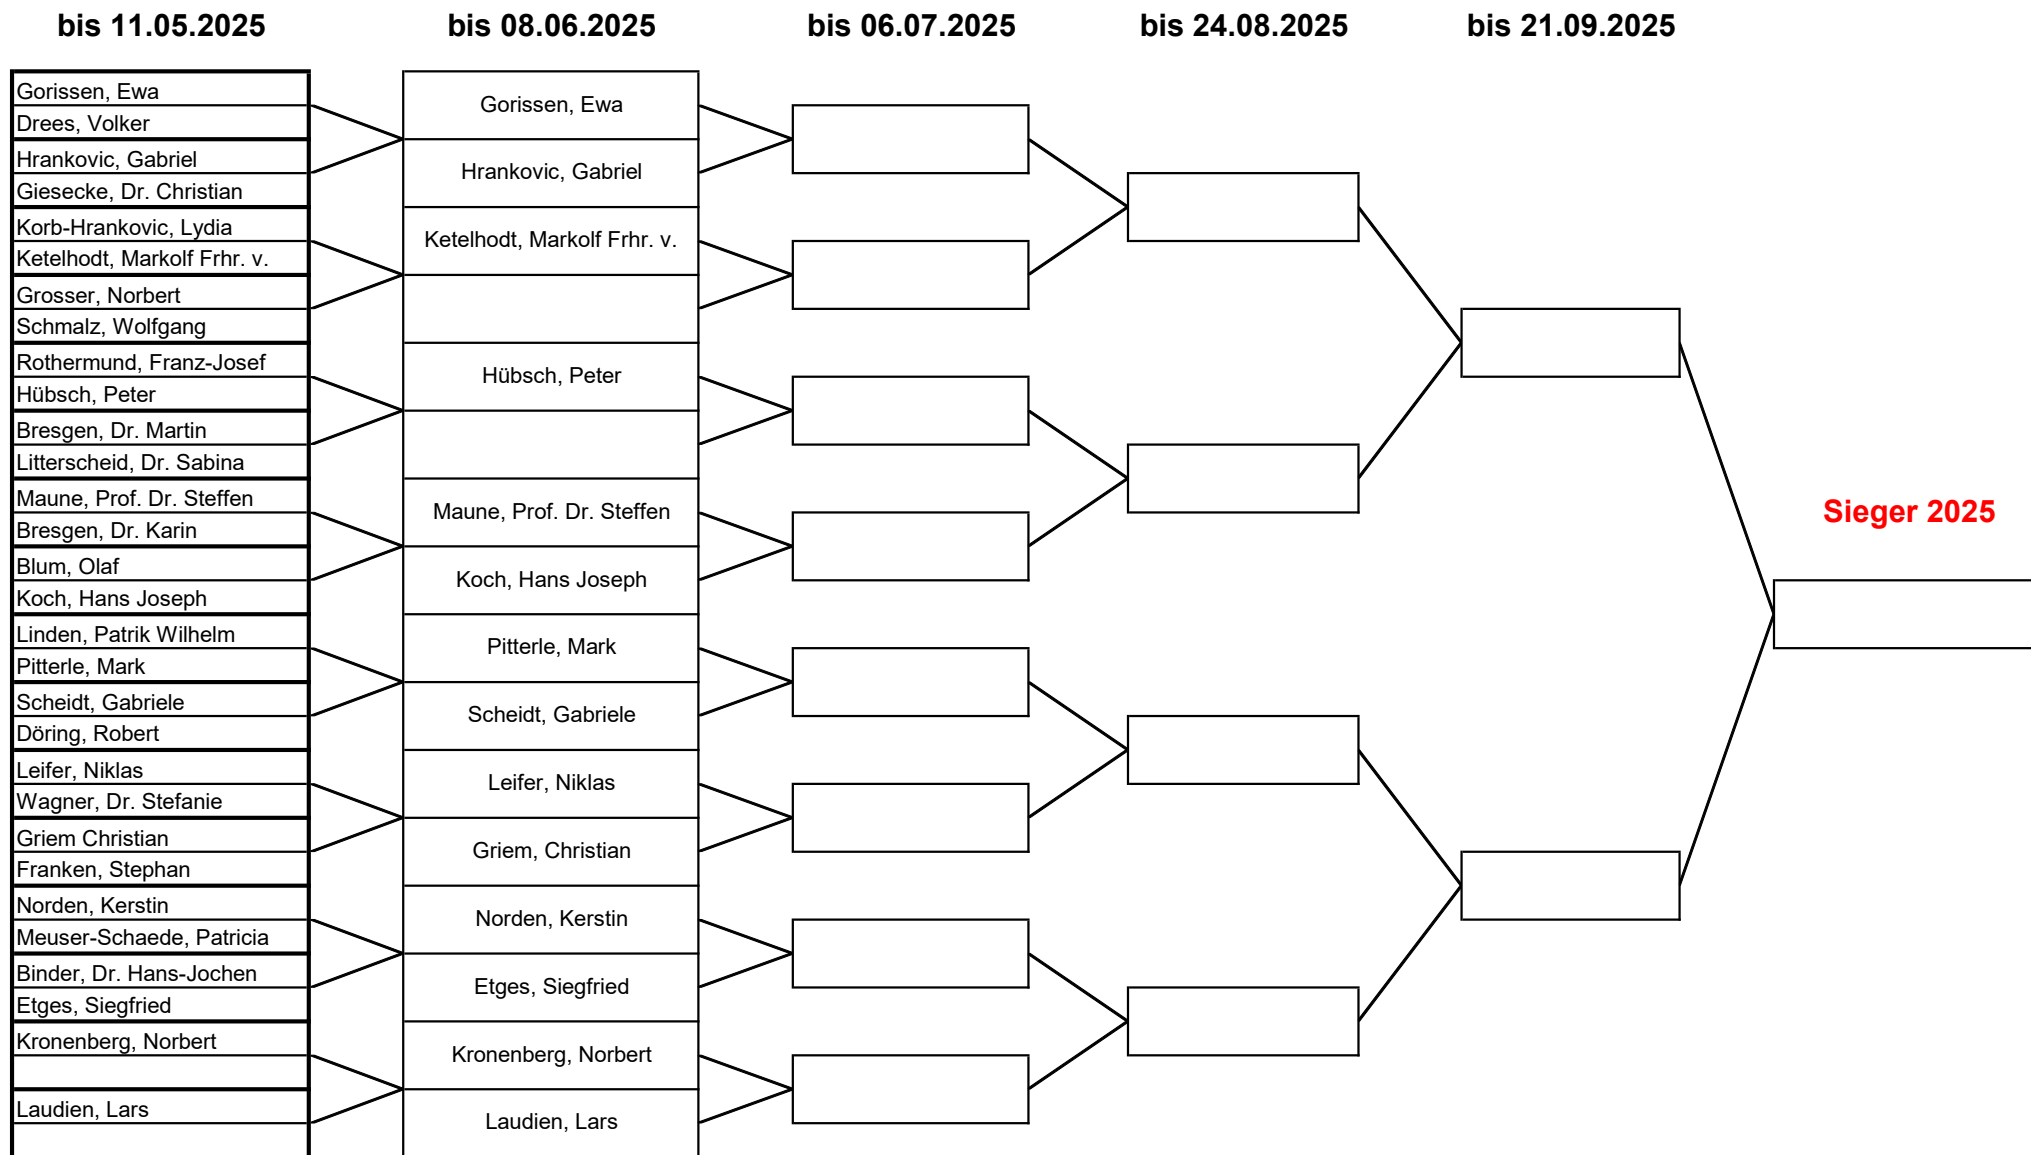 bis 11.05.2025
bis 08.06.2025
bis 06.07.2025
bis 24.08.2025
bis 21.09.2025
Gorissen, Ewa
Drees, Volker
Hrankovic, Gabriel
Giesecke, Dr. Christian
Korb-Hrankovic, Lydia
Ketelhodt, Markolf Frhr. v.
Grosser, Norbert
Schmalz, Wolfgang
Rothermund, Franz-Josef
Hübsch, Peter
Bresgen, Dr. Martin
Litterscheid, Dr. Sabina
Maune, Prof. Dr. Steffen
Bresgen, Dr. Karin
Blum, Olaf
Koch, Hans Joseph
Linden, Patrik Wilhelm
Pitterle, Mark
Scheidt, Gabriele
Döring, Robert
Leifer, Niklas
Wagner, Dr. Stefanie
Griem Christian
Franken, Stephan
Norden, Kerstin
Meuser-Schaede, Patricia
Binder, Dr. Hans-Jochen
Etges, Siegfried
Kronenberg, Norbert
Laudien, Lars
Gorissen, Ewa
Hrankovic, Gabriel
Ketelhodt, Markolf Frhr. v.
Hübsch, Peter
Maune, Prof. Dr. Steffen
Koch, Hans Joseph
Pitterle, Mark
Scheidt, Gabriele
Leifer, Niklas
Griem, Christian
Norden, Kerstin
Etges, Siegfried
Kronenberg, Norbert
Laudien, Lars
Sieger 2025